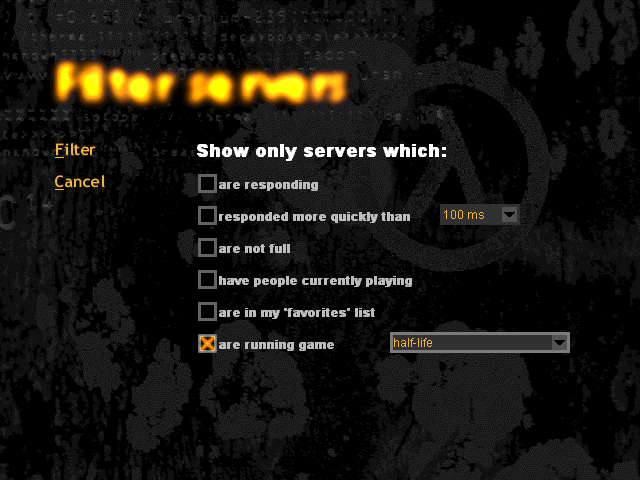 Filter servers
Filter
Cancel
Show only servers which:
are responding
responded more quickly than
100 ms
are not full
have people currently playing
are in my 'favorites' list
are running game
half-life